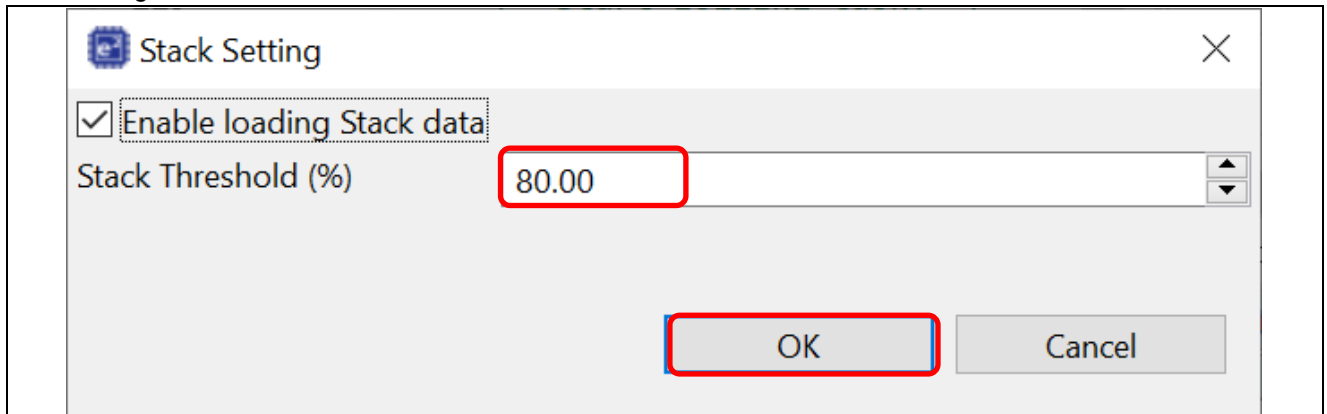 Stack Setting
Enable loading Stack data
Stack Threshold (%) 80.00
OK Cancel